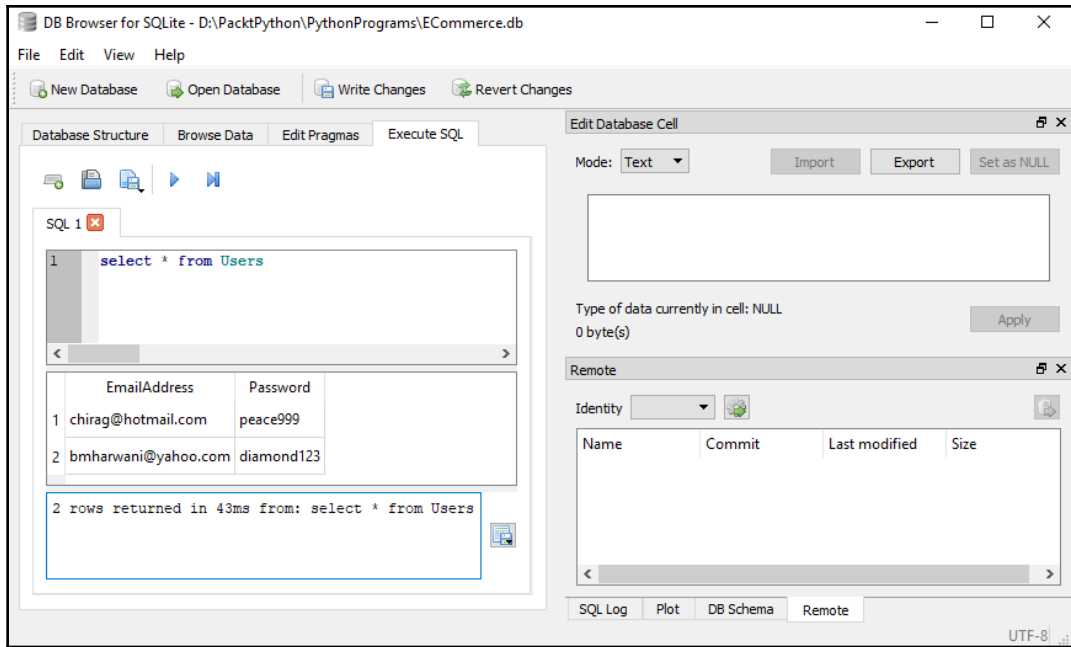 DB Browser for SQLite - D:\PacktPython\PythonPrograms\ECommerce.db
File Edit View Help
New Database Open Database Write Changes Revert Changes
Database Structure Browse Data Edit Pragmas Execute SQL
SQL 1
1 select * from Users
EmailAddress Password
1 chirag@hotmail.com peace999
2 bmharwani@yahoo.com diamond123
2 rows returned in 43ms from: select * from Users
Edit Database Cell
Mode: Text Import Export Set as NULL
Type of data currently in cell: NULL
0 byte(s)
Apply
Remote
Identity
Name Commit Last modified Size
SQL Log Plot DB Schema Remote
UTF-8